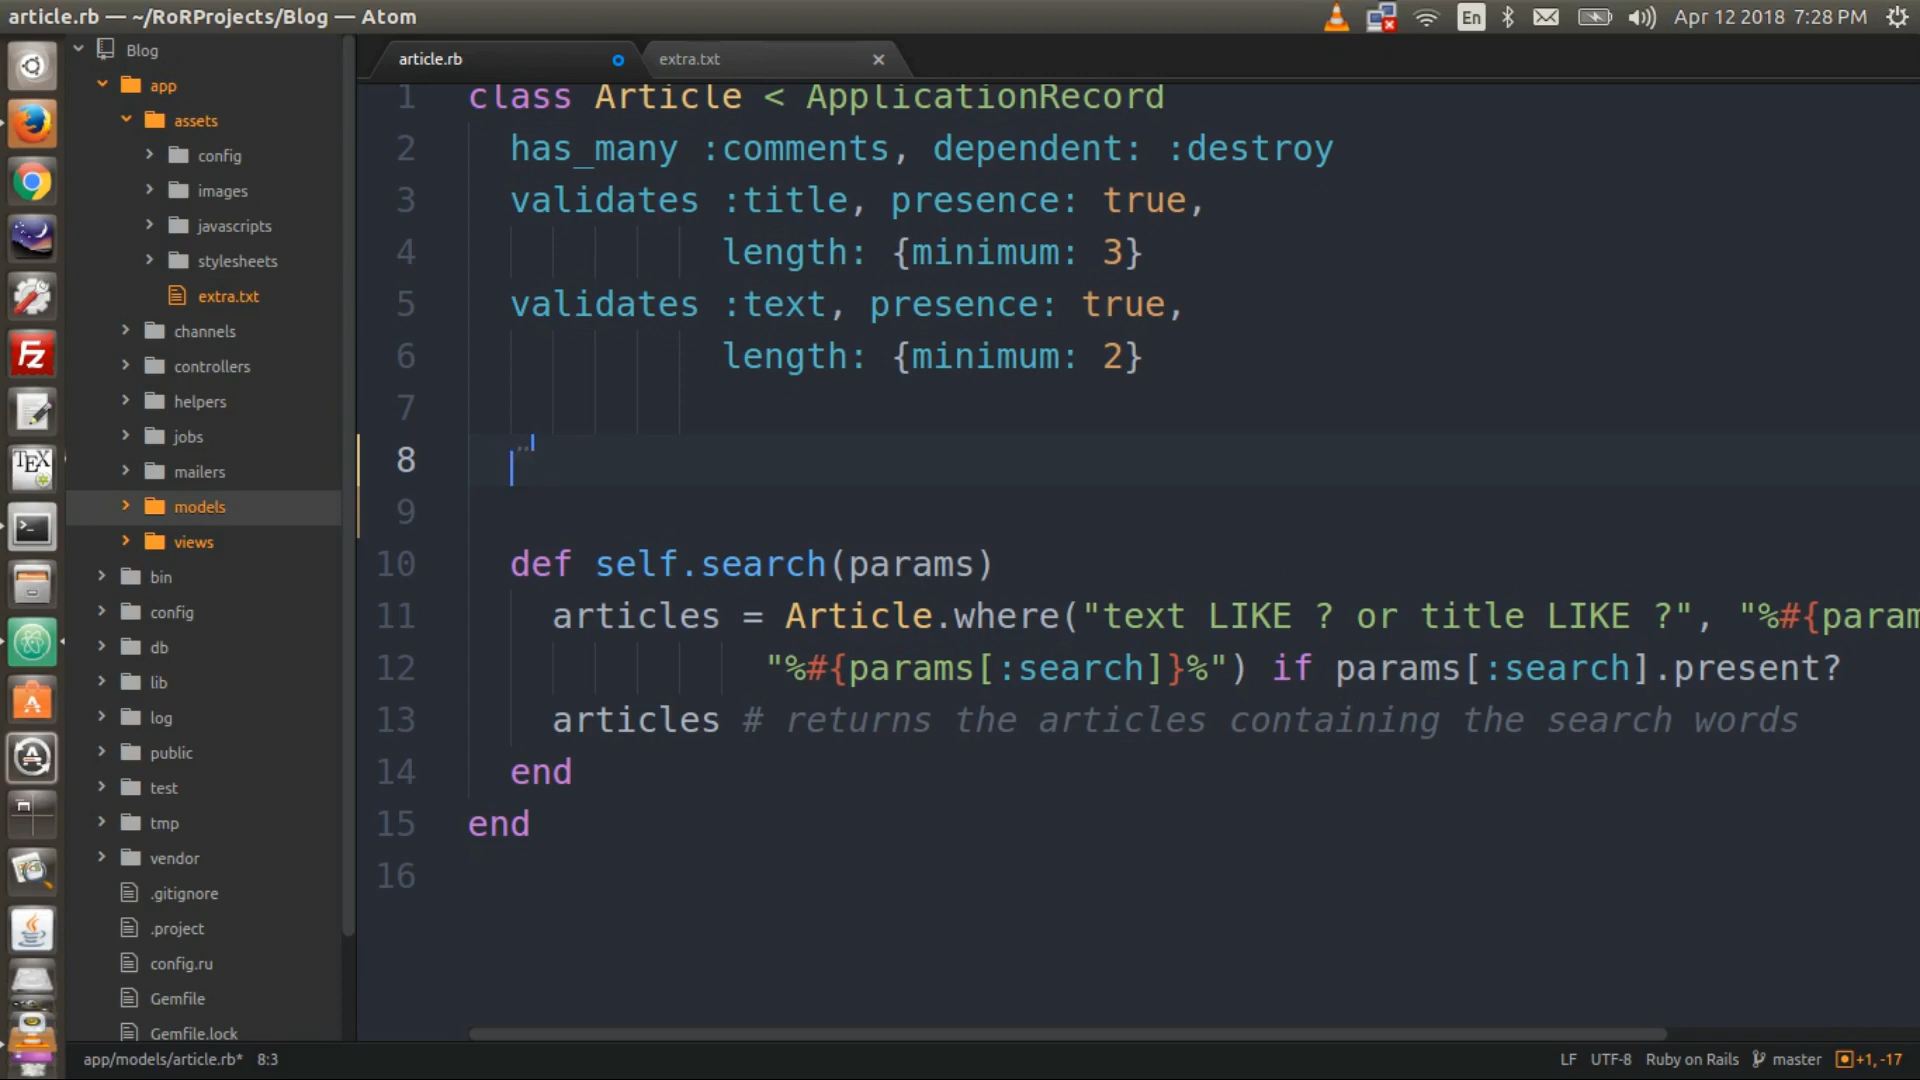 article.rb — ~/RoRProjects/Blog — Atom
En
Apr 12 2018 7:28 PM
Blog
app
assets
config
images
javascripts
stylesheets
extra.txt
channels
controllers
helpers
jobs
mailers
models
views
bin
config
db
lib
log
public
test
tmp
vendor
.gitignore
.project
config.ru
Gemfile
Gemfile.lock
article.rb
extra.txt
1 class Article < ApplicationRecord
2 has_many :comments, dependent: :destroy
3 validates :title, presence: true,
4 length: {minimum: 3}
5 validates :text, presence: true,
6 length: {minimum: 2}
7
8
9
10 def self.search(params)
11 articles = Article.where("text LIKE ? or title LIKE ?", "%#{param
12 "%#{params[:search]}%") if params[:search].present?
13 articles # returns the articles containing the search words
14 end
15 end
16
TEX
Fz
app/models/article.rb* 8:3
LF UTF-8 Ruby on Rails master +1, -17